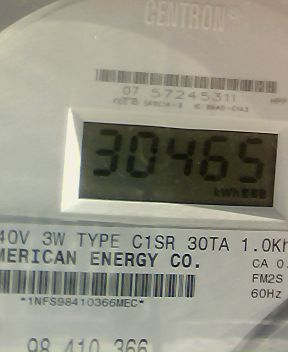 CENTRON®
07 57245311
30465
kWh
40V 3W TYPE C1SR 30TA 1.0Kh
MERICAN ENERGY CO.
CA 0.
FM2S
*1NFS98410366MEC*
60Hz
98 410 366